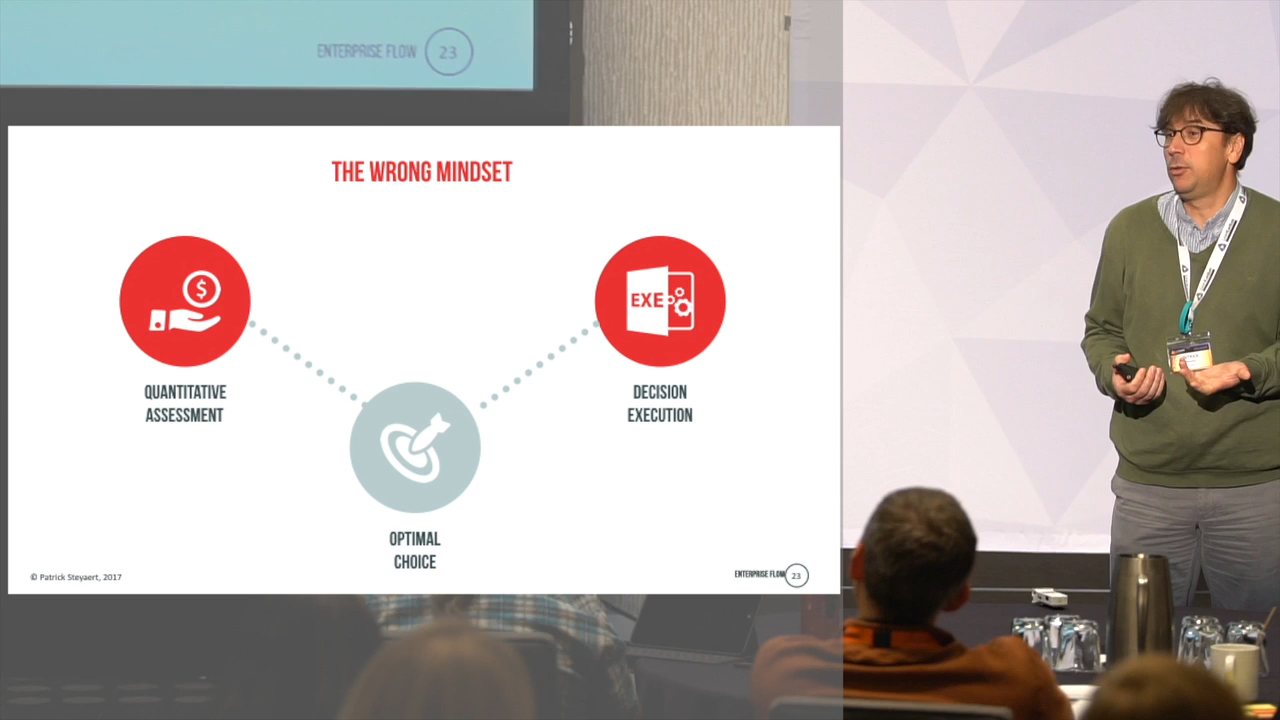 ENTERPRISE FLOW 23
THE WRONG MINDSET
$
EXE
QUANTITATIVE
ASSESSMENT
DECISION
EXECUTION
OPTIMAL
CHOICE
© Patrick Steyaert, 2017
ENTERPRISE FLOW 23